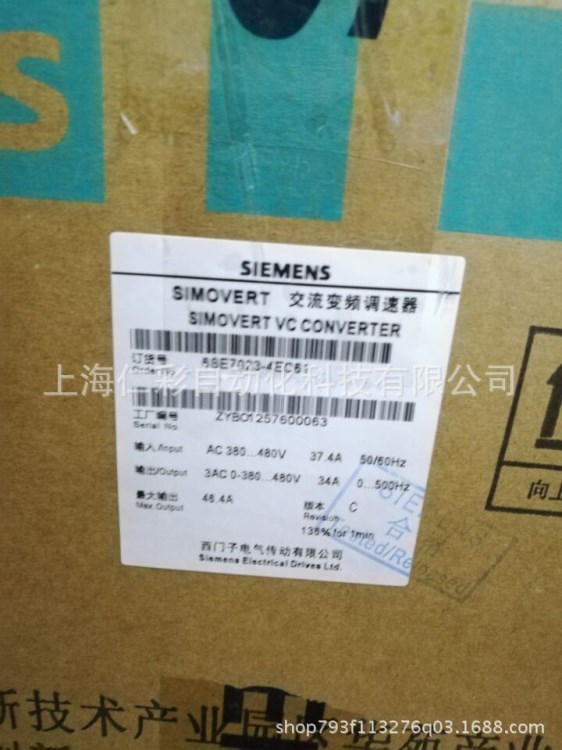 S
SIEMENS
SIMOVERT 交流变频调速器
SIMOVERT VC CONVERTER
订货号 6SE7023-4EC61
Order No.
上海仁彩自动化科技有限公司
工厂编号 ZYBO1257600063
Serial No
输入/Input AC 380...480V 37.4A 50/60Hz
输出/Output 3AC 0-380...480V 34A 0...500Hz
最大输出 46.4A 版本 C
Max.Output Revision
136% for 1min
合
Tested/Released
西门子电气传动有限公司
Siemens Electrical Drives Ltd.
向上
新技术产业
shop793f113276q03.1688.com